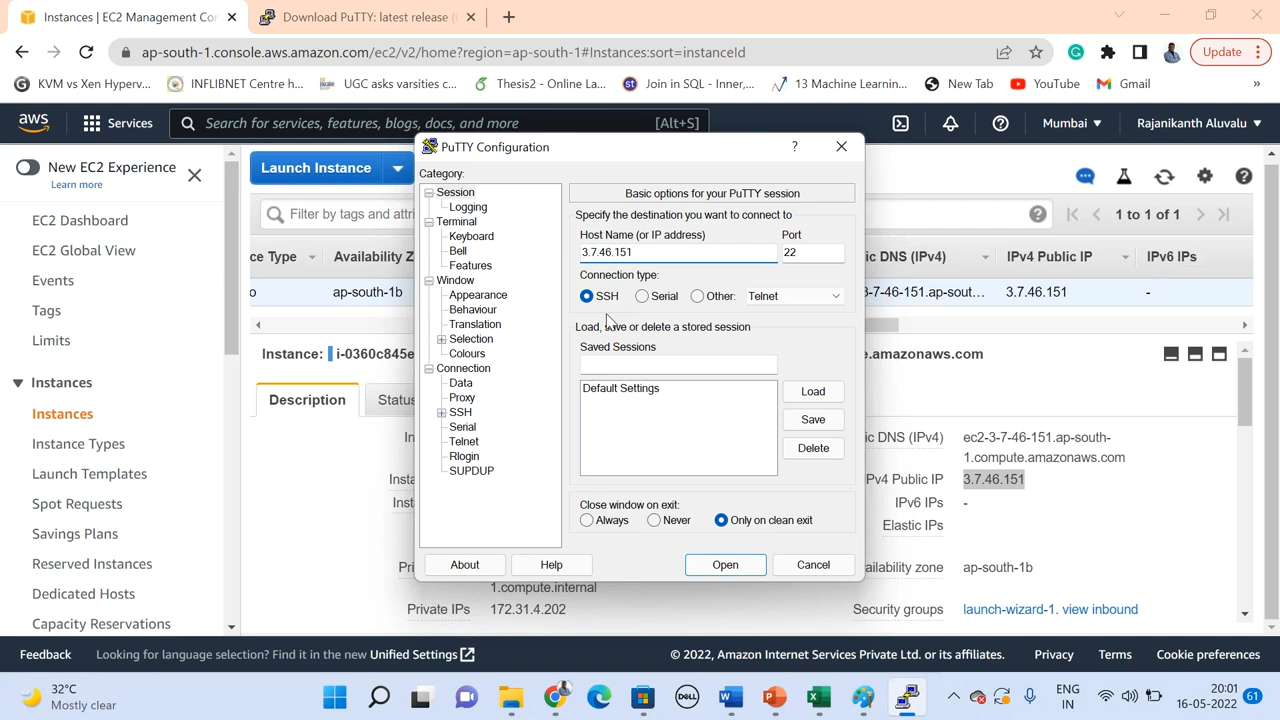 Instances | EC2 Management Con
Download PuTTY: latest release (
ap-south-1.console.aws.amazon.com/ec2/v2/home?region=ap-south-1#Instances:sort=instanceId
Update
KVM vs Xen Hyperv...
INFLIBNET Centre h...
UGC asks varsities c...
Thesis2 - Online La...
Join in SQL - Inner,...
13 Machine Learnin...
New Tab
YouTube
Gmail
»
aws
Services
Search for services, features, blogs, docs, and more
[Alt+S]
Mumbai
Rajanikanth Aluvalu
New EC2 Experience
Learn more
EC2 Dashboard
EC2 Global View
Events
Tags
Limits
Instances
Instances
Instance Types
Launch Templates
Spot Requests
Savings Plans
Reserved Instances
Dedicated Hosts
Capacity Reservations
Launch Instance
Filter by tags and attri
1 to 1 of 1
ce Type
Availability Z
ic DNS (IPv4)
IPv4 Public IP
IPv6 IPs
o
ap-south-1b
3-7-46-151.ap-sout...
3.7.46.151
-
Instance:
i-0360c845e
e.amazonaws.com
Description
Status
In
Insta
Inst
Pri
1.compute.internal
Private IPs
172.31.4.202
ic DNS (IPv4)
ec2-3-7-46-151.ap-south-
1.compute.amazonaws.com
IPv4 Public IP
3.7.46.151
IPv6 IPs
-
Elastic IPs
ailability zone
ap-south-1b
Security groups
launch-wizard-1. view inbound
PuTTY Configuration
?
Category:
Session
Logging
Terminal
Keyboard
Bell
Features
Window
Appearance
Behaviour
Translation
Selection
Colours
Connection
Data
Proxy
SSH
Serial
Telnet
Rlogin
SUPDUP
Basic options for your PuTTY session
Specify the destination you want to connect to
Host Name (or IP address)
Port
3.7.46.151
22
Connection type:
SSH
Serial
Other:
Telnet
Load, save or delete a stored session
Saved Sessions
Default Settings
Load
Save
Delete
Close window on exit:
Always
Never
Only on clean exit
About
Help
Open
Cancel
Feedback
Looking for language selection? Find it in the new Unified Settings
© 2022, Amazon Internet Services Private Ltd. or its affiliates.
Privacy
Terms
Cookie preferences
32°C
Mostly clear
DELL
ENG
IN
20:01
16-05-2022
61